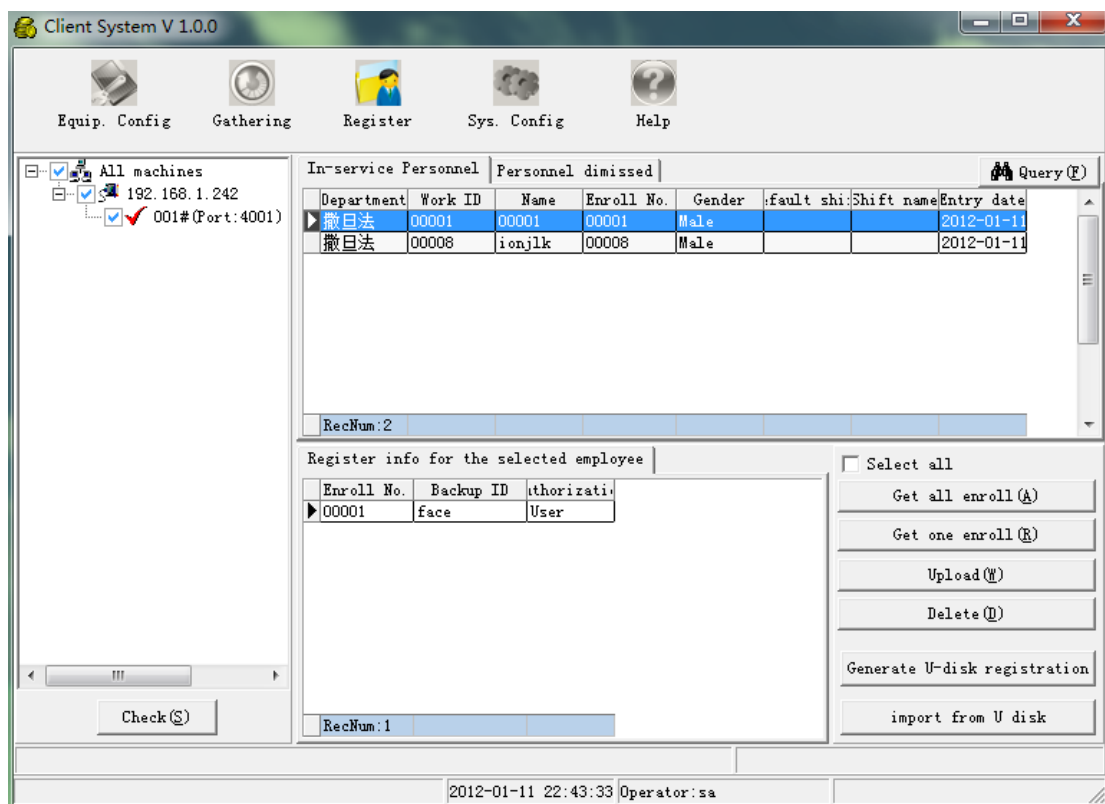 Client System V 1.0.0
Equip. Config Gathering Register Sys. Config Help
All machines
192.168.1.242
001#(Port:4001)
Check(S)
In-service Personnel Personnel dimissed Query(F)
Department Work ID Name Enroll No. Gender fault shi Shift name Entry date
撒旦法 00001 00001 00001 Male 2012-01-11
撒旦法 00008 ionjlk 00008 Male 2012-01-11
RecNum:2
Register info for the selected employee
Enroll No. Backup ID thorizati
00001 face User
RecNum:1
Select all
Get all enroll(A)
Get one enroll(R)
Upload(W)
Delete(D)
Generate U-disk registration
import from U disk
2012-01-11 22:43:33 Operator:sa